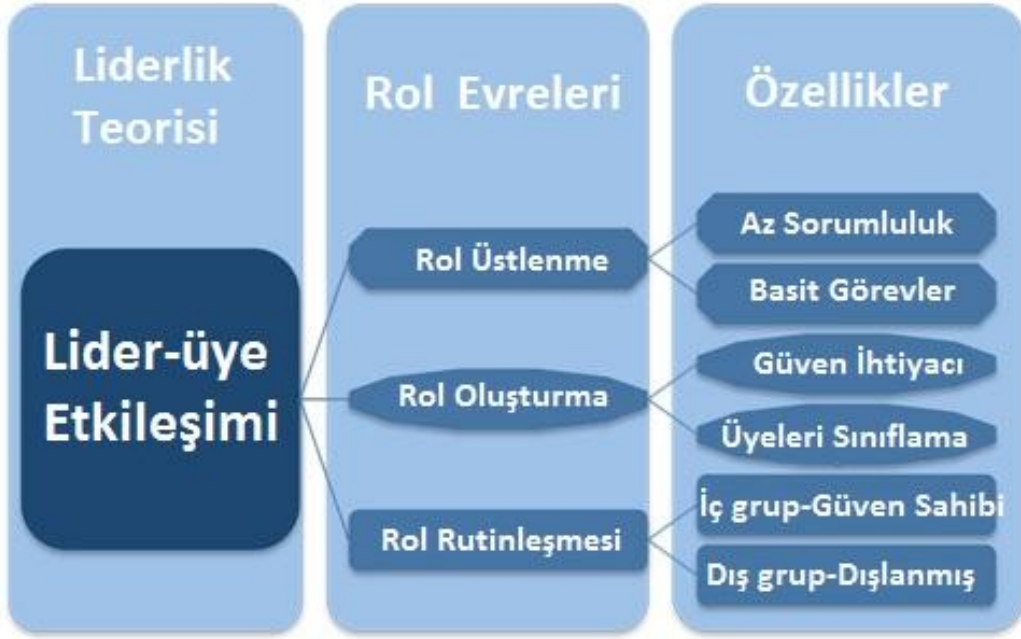 Liderlik
Teorisi
Rol Evreleri
Özellikler
Lider-üye
Etkileşimi
Rol Üstlenme
Rol Oluşturma
Rol Rutinleşmesi
Az Sorumluluk
Basit Görevler
Güven İhtiyacı
Üyeleri Sınıflama
İç grup-Güven Sahibi
Dış grup-Dışlanmış